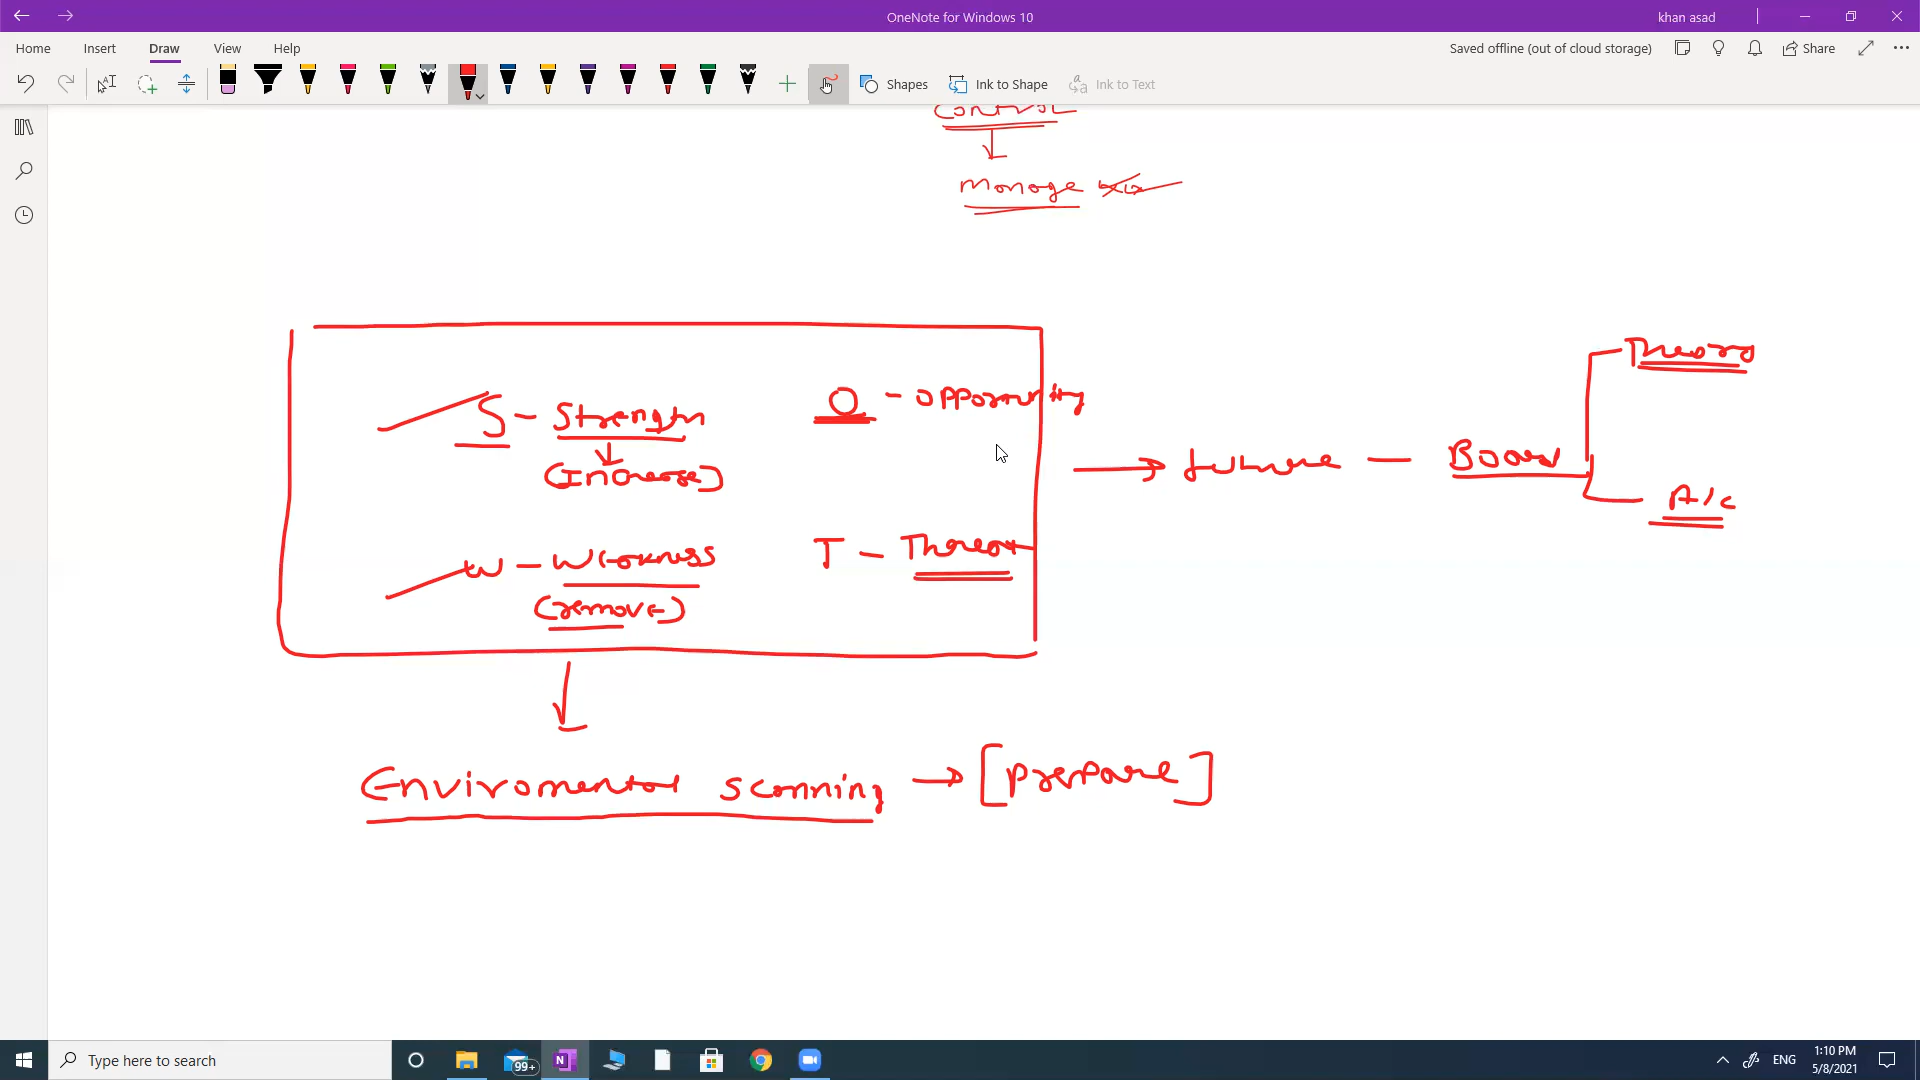 OneNote for Windows 10
khan asad
Home Insert Draw View Help
Saved offline (out of cloud storage)
Share
Shapes
Ink to Shape
Ink to Text
Control
Manage
S - Strength
(Increase)
O - opportunity
W - Weakness
(remove)
T - Threat
future - Board
Theory
A/c
Enviromental scanning → [prepare]
Type here to search
99+
N
ENG
1:10 PM
5/8/2021